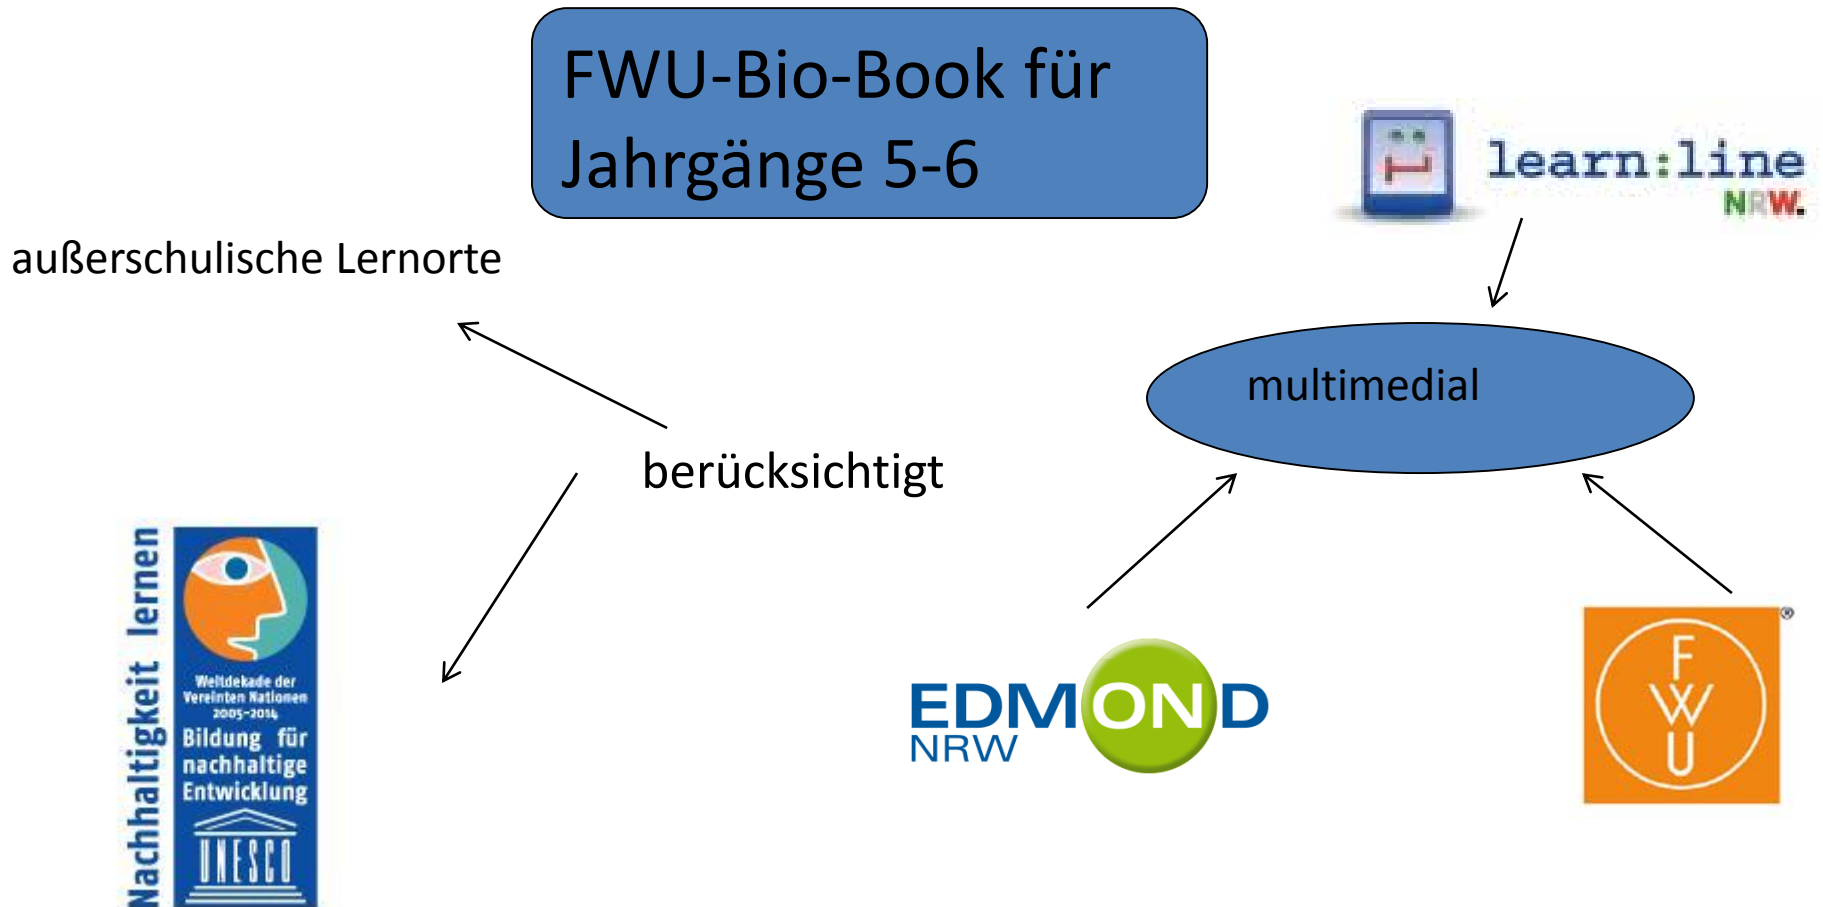 FWU-Bio-Book für
Jahrgänge 5-6
learn:line
NRW.
außerschulische Lernorte
multimedial
berücksichtigt
Nachhaltigkeit lernen
Weltdekade der
Vereinten Nationen
2005-2014
Bildung für
nachhaltige
Entwicklung
UNESCO
EDMOND
NRW
FWU
®